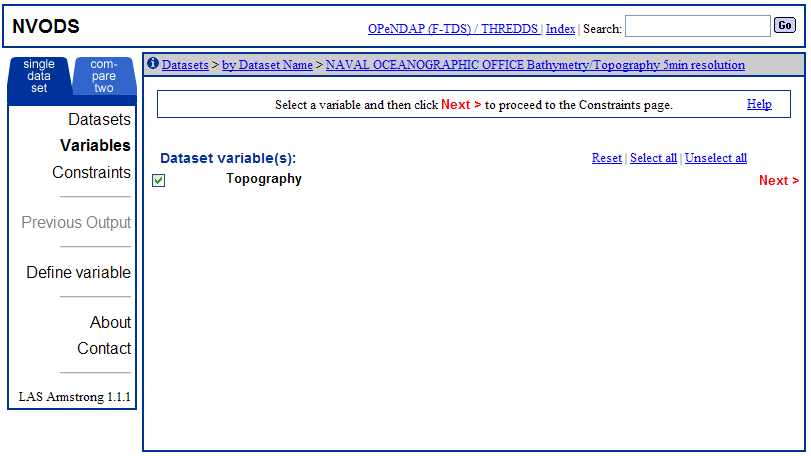 NVODS
OPeNDAP (F-TDS) / THREDDS | Index | Search: Go
single data set
com-pare two
Datasets > by Dataset Name > NAVAL OCEANOGRAPHIC OFFICE Bathymetry/Topography 5min resolution
Select a variable and then click Next > to proceed to the Constraints page. Help
Datasets
Variables
Constraints
Previous Output
Define variable
About
Contact
LAS Armstrong 1.1.1
Dataset variable(s): Reset | Select all | Unselect all
Topography
Next >